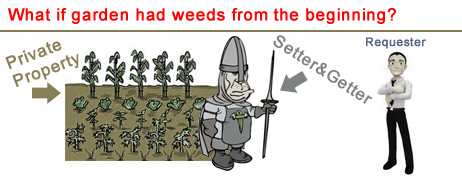 What if garden had weeds from the beginning?
Private
Property
Setter&Getter
Requester